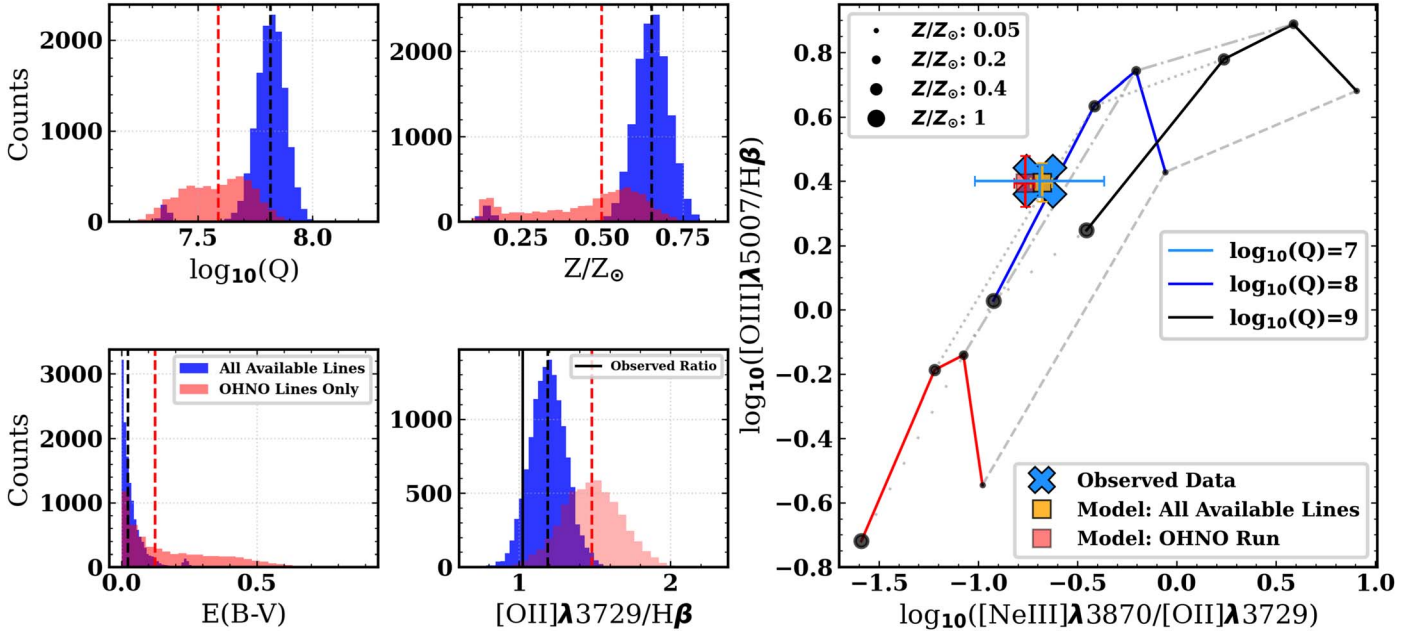 Counts
2000
1000
0
7.5
8.0
log₁₀(Q)
2000
1000
0
0.25
0.50
0.75
Z/Z⊙
Counts
3000
2000
1000
0
0.0
0.5
E(B-V)
All Available Lines
OHNO Lines Only
1000
500
0
1
2
[OII]λ3729/Hβ
Observed Ratio
log₁₀([OIII]λ5007/Hβ)
0.8
0.6
0.4
0.2
0.0
−0.2
−0.4
−0.6
−0.8
−1.5
−1.0
−0.5
0.0
0.5
1.0
log₁₀([NeIII]λ3870/[OII]λ3729)
Z/Z⊙: 0.05
Z/Z⊙: 0.2
Z/Z⊙: 0.4
Z/Z⊙: 1
log₁₀(Q)=7
log₁₀(Q)=8
log₁₀(Q)=9
Observed Data
Model: All Available Lines
Model: OHNO Run